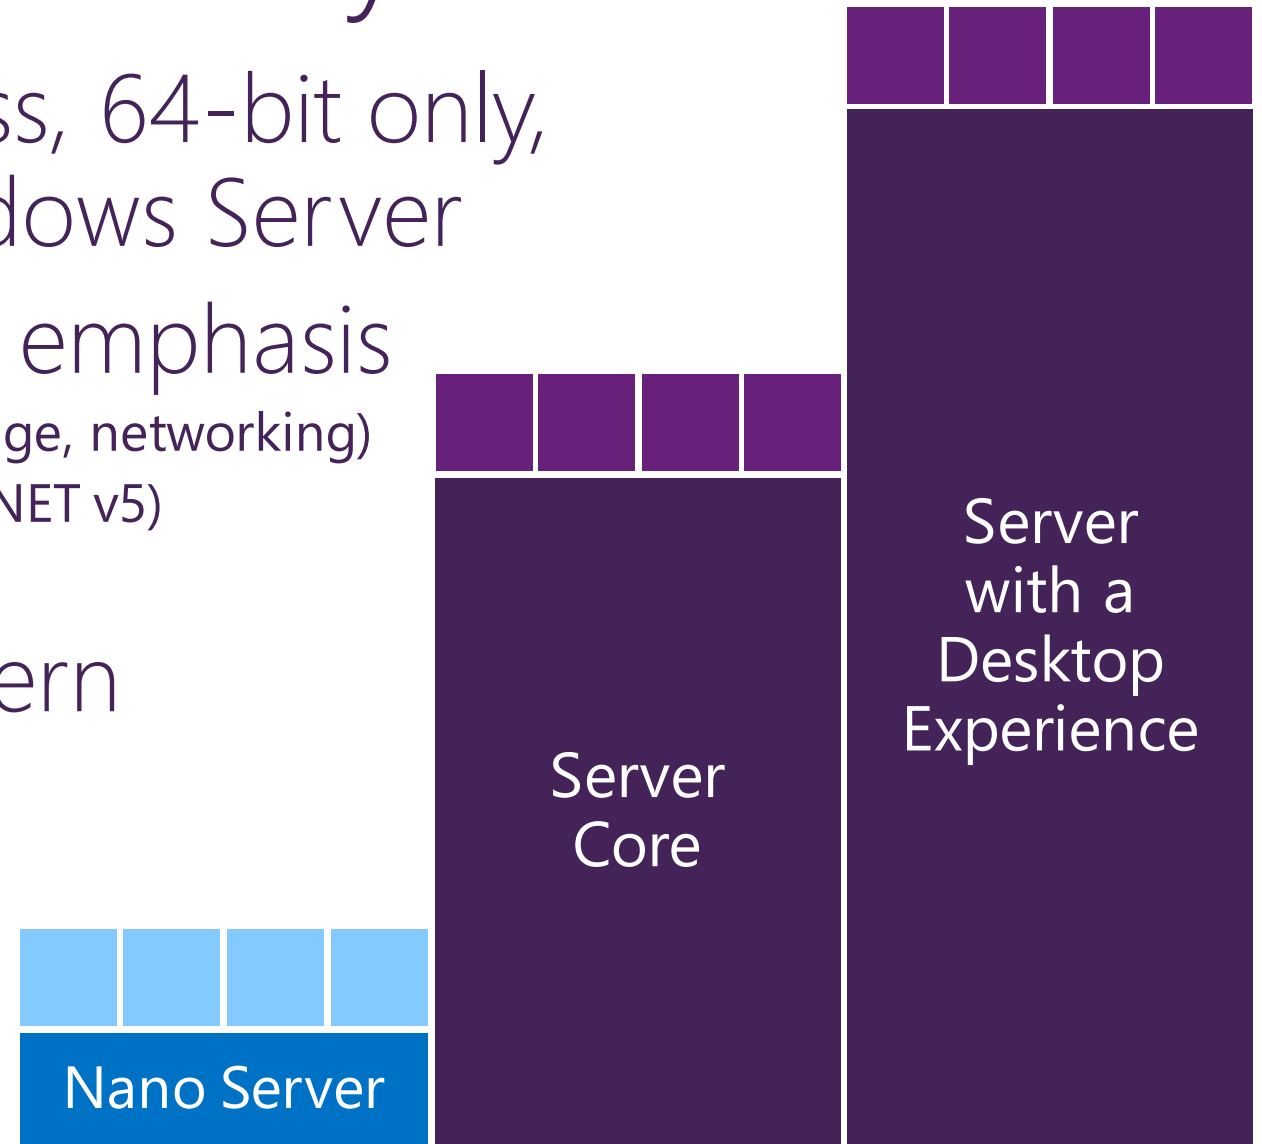 ss, 64-bit only,
dows Server
emphasis
ge, networking)
NET v5)
ern
Server
with a
Desktop
Experience
Server
Core
Nano Server